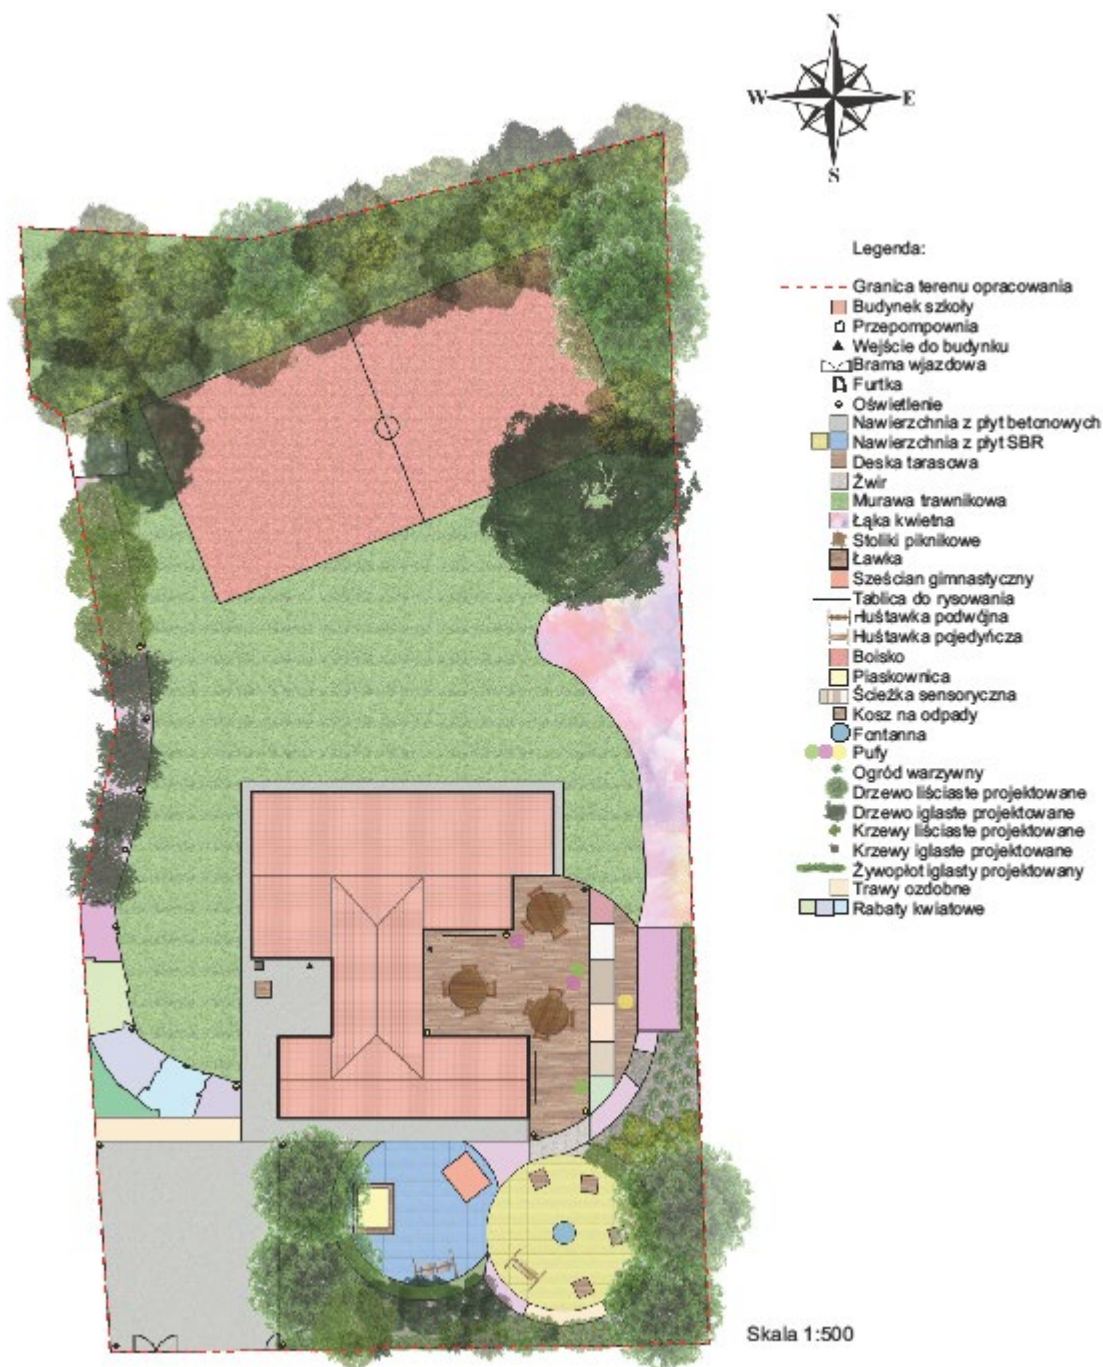 N
W E
S
Legenda:
Granica terenu opracowania
Budynek szkoły
Przepompownia
Wejście do budynku
Brama wjazdowa
Furtka
Oświetlenie
Nawierzchnia z płyt betonowych
Nawierzchnia z płyt SBR
Deska tarasowa
Żwir
Murawa trawnikowa
Łąka kwietna
Stoliki piknikowe
Ławka
Sześcian gimnastyczny
Tablica do rysowania
Huśtawka podwójna
Huśtawka pojedyńcza
Boisko
Piaskownica
Ścieżka sensoryczna
Kosz na odpady
Fontanna
Pufy
Ogród warzywny
Drzewo liściaste projektowane
Drzewo iglaste projektowane
Krzewy liściaste projektowane
Krzewy iglaste projektowane
Żywopłot iglasty projektowany
Trawy ozdobne
Rabaty kwiatowe
Skala 1:500